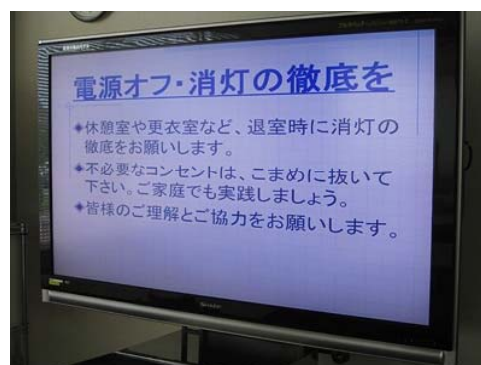 電源オフ・消灯の徹底を
◆休憩室や更衣室など、退室時に消灯の
徹底をお願いします。
◆不必要なコンセントは、こまめに抜いて
下さい。ご家庭でも実践しましょう。
◆皆様のご理解とご協力をお願いします。
SHARP